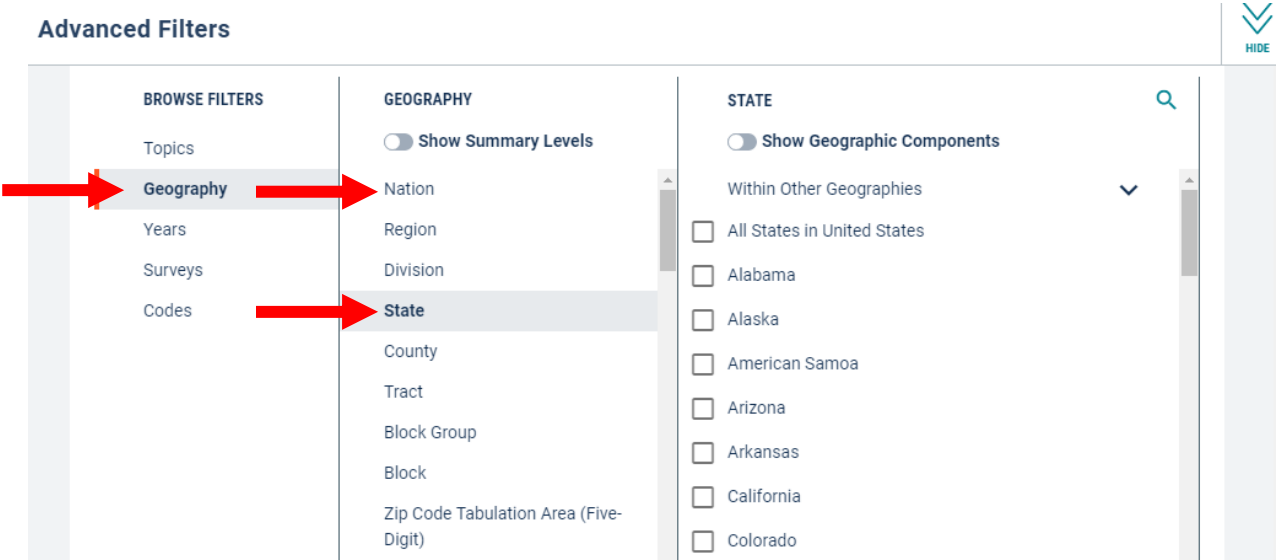 Advanced Filters
HIDE
BROWSE FILTERS
Topics
Geography
Years
Surveys
Codes
GEOGRAPHY
Show Summary Levels
Nation
Region
Division
State
County
Tract
Block Group
Block
Zip Code Tabulation Area (Five-
Digit)
STATE
Show Geographic Components
Within Other Geographies
All States in United States
Alabama
Alaska
American Samoa
Arizona
Arkansas
California
Colorado